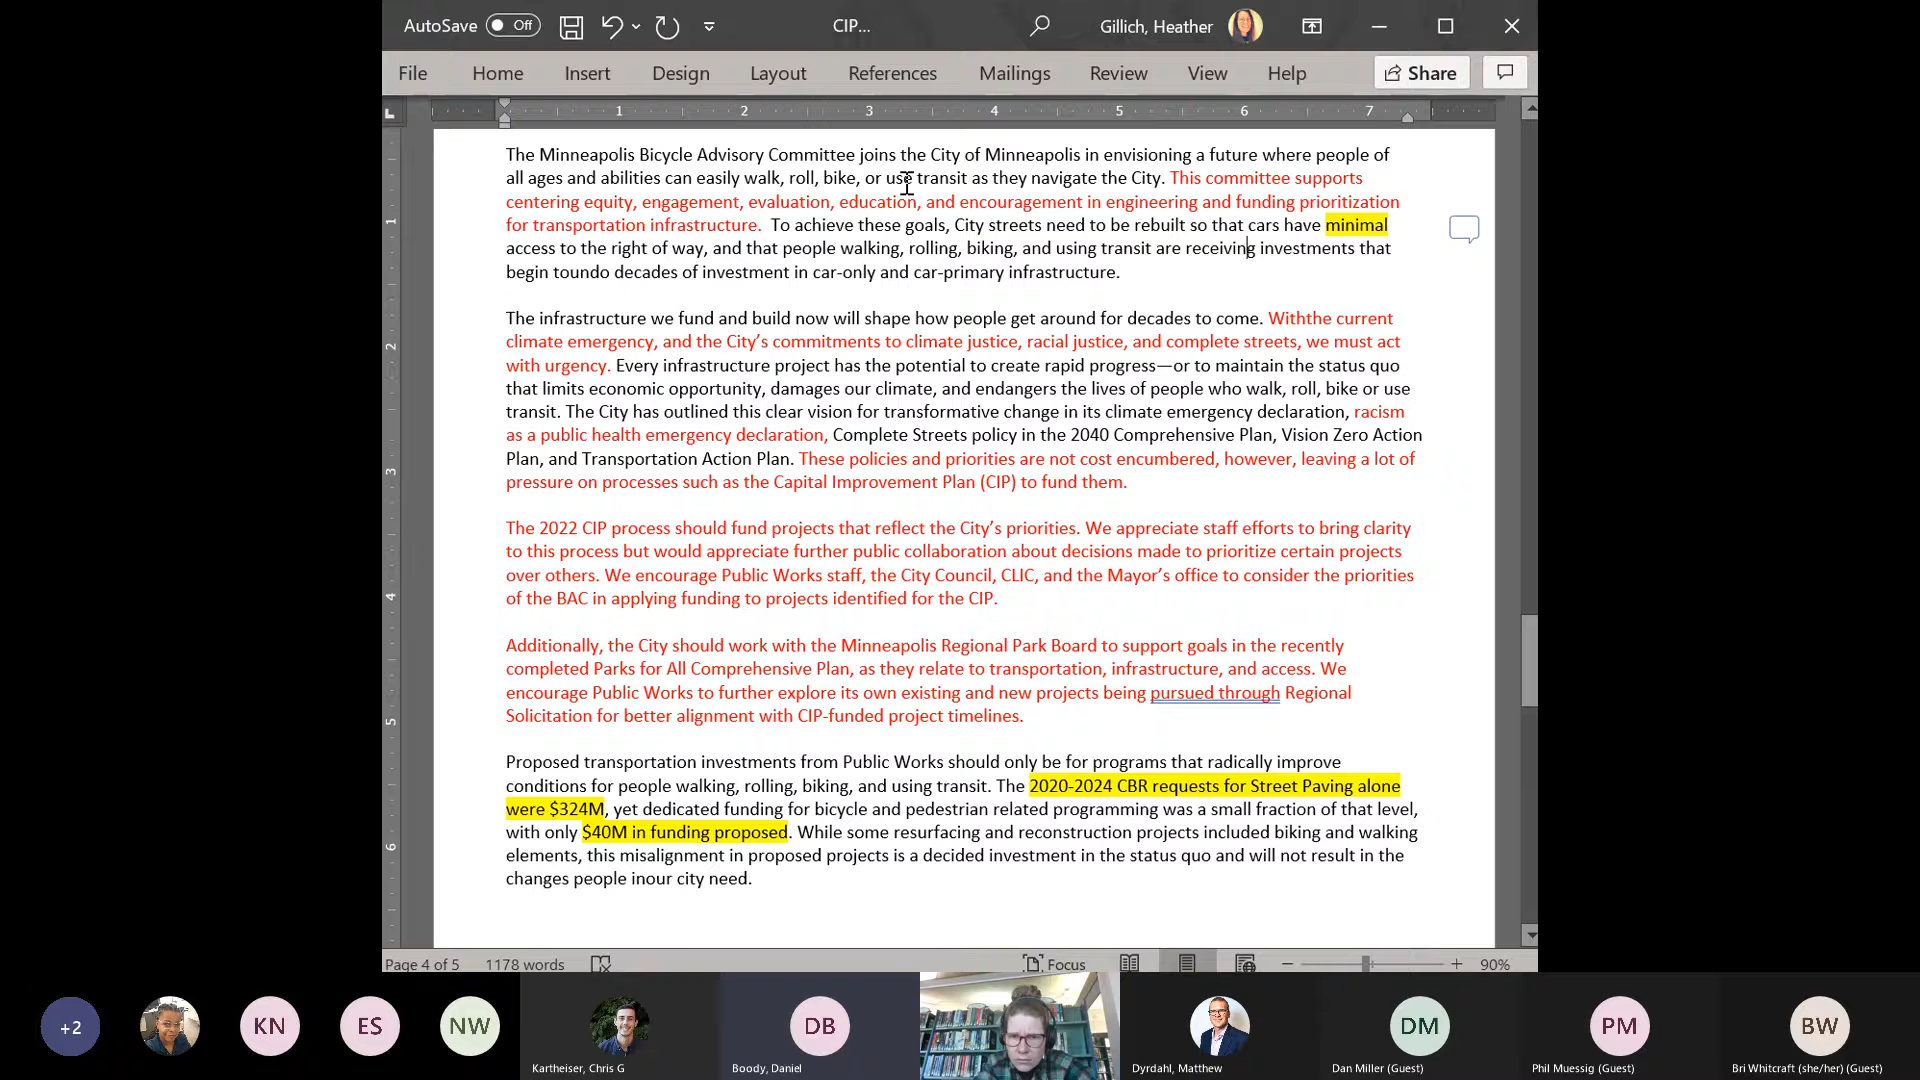 AutoSave Off CIP... Gillich, Heather
File Home Insert Design Layout References Mailings Review View Help Share
1 2 3 4 5 6 7
The Minneapolis Bicycle Advisory Committee joins the City of Minneapolis in envisioning a future where people of
all ages and abilities can easily walk, roll, bike, or use transit as they navigate the City. This committee supports
centering equity, engagement, evaluation, education, and encouragement in engineering and funding prioritization
for transportation infrastructure. To achieve these goals, City streets need to be rebuilt so that cars have minimal
access to the right of way, and that people walking, rolling, biking, and using transit are receiving investments that
begin toundo decades of investment in car-only and car-primary infrastructure.
The infrastructure we fund and build now will shape how people get around for decades to come. Withthe current
climate emergency, and the City's commitments to climate justice, racial justice, and complete streets, we must act
with urgency. Every infrastructure project has the potential to create rapid progress—or to maintain the status quo
that limits economic opportunity, damages our climate, and endangers the lives of people who walk, roll, bike or use
transit. The City has outlined this clear vision for transformative change in its climate emergency declaration, racism
as a public health emergency declaration, Complete Streets policy in the 2040 Comprehensive Plan, Vision Zero Action
Plan, and Transportation Action Plan. These policies and priorities are not cost encumbered, however, leaving a lot of
pressure on processes such as the Capital Improvement Plan (CIP) to fund them.
The 2022 CIP process should fund projects that reflect the City's priorities. We appreciate staff efforts to bring clarity
to this process but would appreciate further public collaboration about decisions made to prioritize certain projects
over others. We encourage Public Works staff, the City Council, CLIC, and the Mayor's office to consider the priorities
of the BAC in applying funding to projects identified for the CIP.
Additionally, the City should work with the Minneapolis Regional Park Board to support goals in the recently
completed Parks for All Comprehensive Plan, as they relate to transportation, infrastructure, and access. We
encourage Public Works to further explore its own existing and new projects being pursued through Regional
Solicitation for better alignment with CIP-funded project timelines.
Proposed transportation investments from Public Works should only be for programs that radically improve
conditions for people walking, rolling, biking, and using transit. The 2020-2024 CBR requests for Street Paving alone
were $324M, yet dedicated funding for bicycle and pedestrian related programming was a small fraction of that level,
with only $40M in funding proposed. While some resurfacing and reconstruction projects included biking and walking
elements, this misalignment in proposed projects is a decided investment in the status quo and will not result in the
changes people inour city need.
1
2
3
4
5
6
Page 4 of 5 1178 words Focus 90%
+2 KN ES NW DB DM PM BW
Kartheiser, Chris G Boody, Daniel Dyrdahl, Matthew Dan Miller (Guest) Phil Muessig (Guest) Bri Whitcraft (she/her) (Guest)